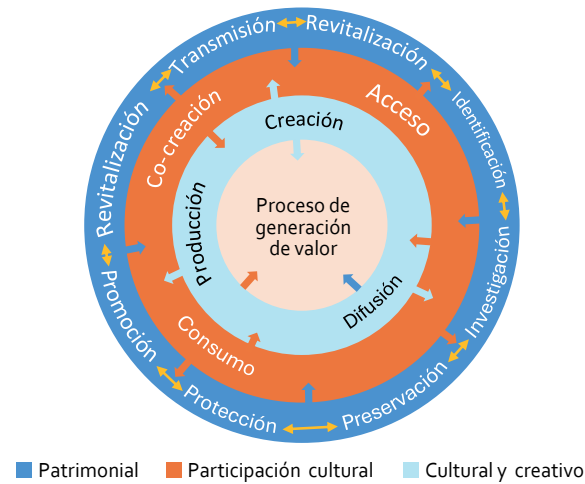 Transmisión
Revitalización
Identificación
Investigación
Preservación
Protección
Promoción
Revitalización
Co-creación
Acceso
Consumo
Creación
Producción
Difusión
Proceso de
generación
de valor
Patrimonial
Participación cultural
Cultural y creativo